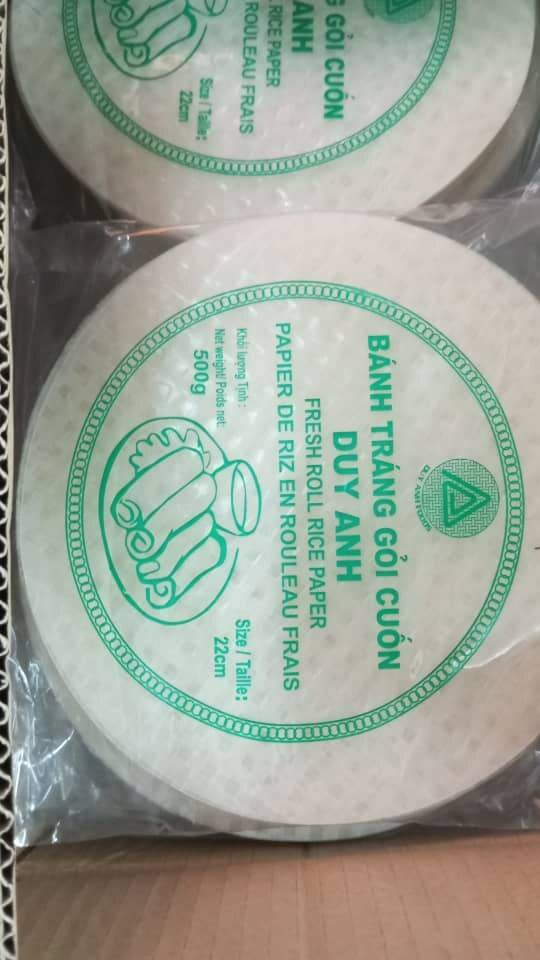 GỎI CUỐN
ANH
RICE PAPER
ROULEAU FRAIS
Size / Taille:
22cm
BÁNH TRÁNG GỎI CUỐN
DUY ANH
FRESH ROLL RICE PAPER
PAPIER DE RIZ EN ROULEAU FRAIS
Khối lượng Tịnh :
Net weight/ Poids net:
500g
Size / Taille:
22cm